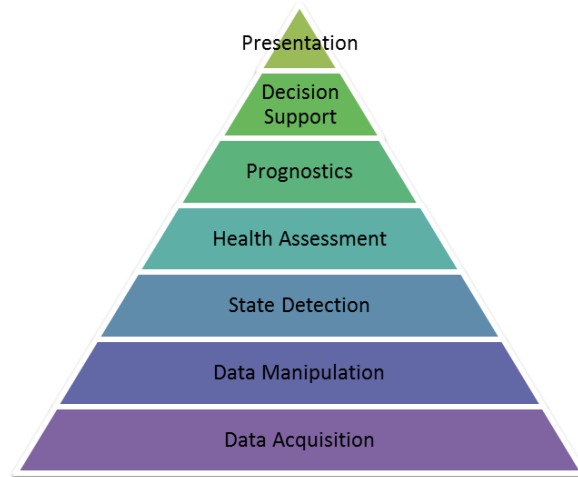 Presentation
Decision
Support
Prognostics
Health Assessment
State Detection
Data Manipulation
Data Acquisition